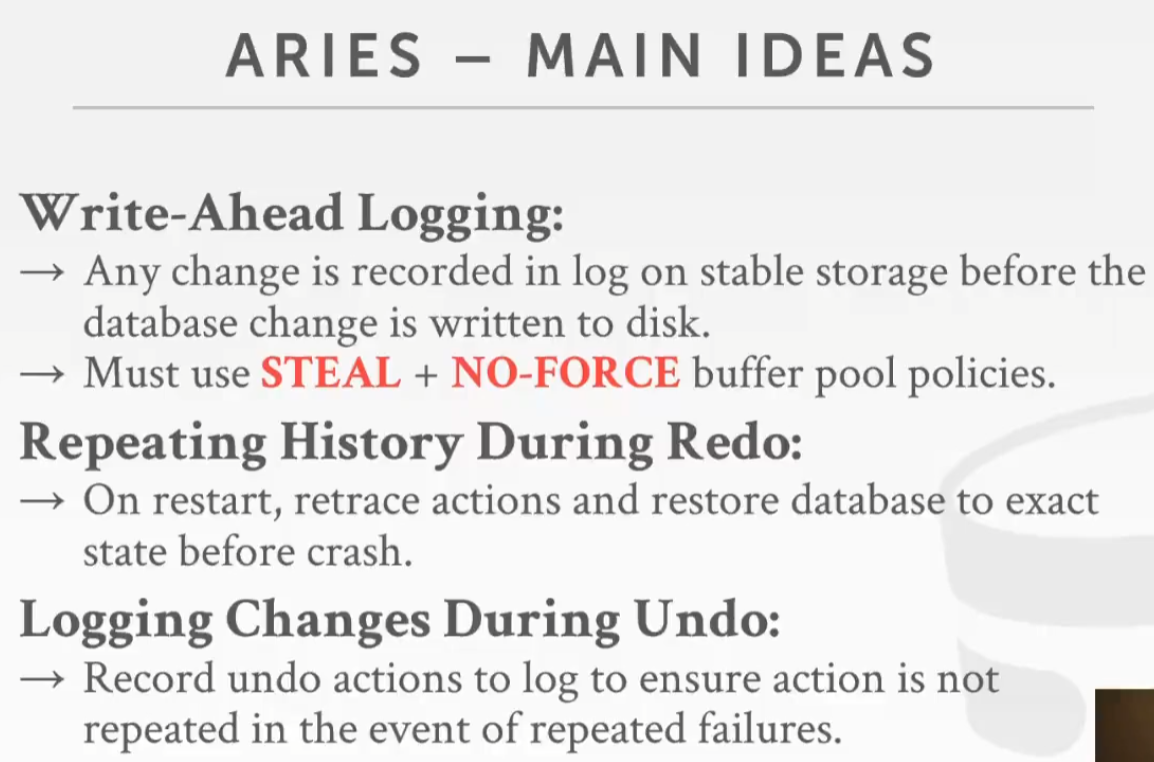 ARIES – MAIN IDEAS
Write-Ahead Logging:
→ Any change is recorded in log on stable storage before the
database change is written to disk.
→ Must use STEAL + NO-FORCE buffer pool policies.
Repeating History During Redo:
→ On restart, retrace actions and restore database to exact
state before crash.
Logging Changes During Undo:
→ Record undo actions to log to ensure action is not
repeated in the event of repeated failures.